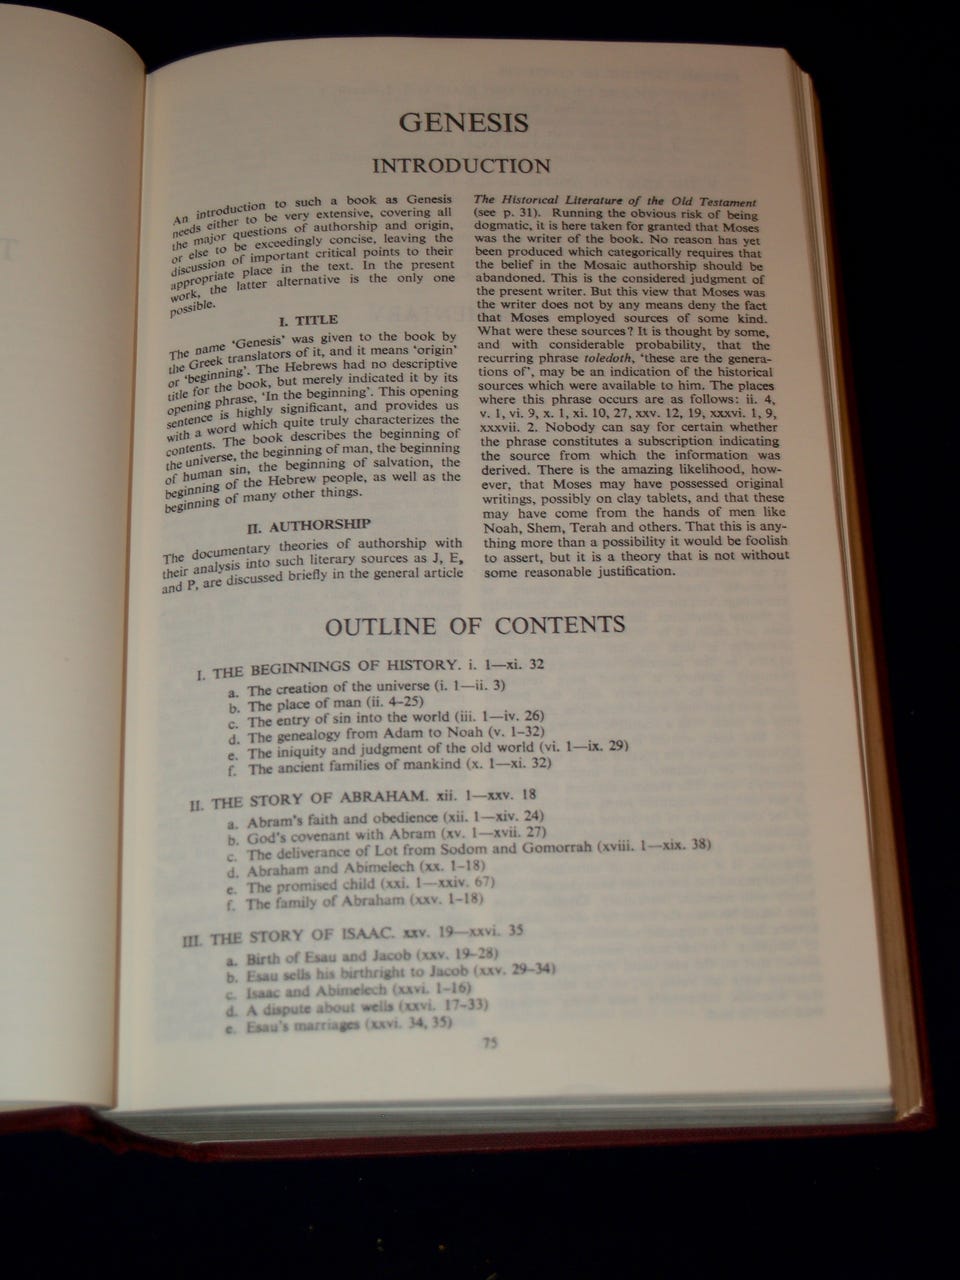 GENESIS
INTRODUCTION
An introduction to such a book as Genesis
needs either to be very extensive, covering all
the major questions of authorship and origin,
or else to be exceedingly concise, leaving the
discussion of important critical points to their
appropriate place in the text. In the present
work, the latter alternative is the only one
possible.
I. TITLE
The name ‘Genesis’ was given to the book by
the Greek translators of it, and it means ‘origin’
or ‘beginning’. The Hebrews had no descriptive
title for the book, but merely indicated it by its
opening phrase, ‘In the beginning’. This opening
sentence is highly significant, and provides us
with a word which quite truly characterizes the
contents. The book describes the beginning of
the universe, the beginning of man, the beginning
of human sin, the beginning of salvation, the
beginning of the Hebrew people, as well as the
beginning of many other things.
II. AUTHORSHIP
The documentary theories of authorship with
their analysis into such literary sources as J, E,
and P, are discussed briefly in the general article
The Historical Literature of the Old Testament
(see p. 31). Running the obvious risk of being
dogmatic, it is here taken for granted that Moses
was the writer of the book. No reason has yet
been produced which categorically requires that
the belief in the Mosaic authorship should be
abandoned. This is the considered judgment of
the present writer. But this view that Moses was
the writer does not by any means deny the fact
that Moses employed sources of some kind.
What were these sources? It is thought by some,
and with considerable probability, that the
recurring phrase toledoth, ‘these are the genera-
tions of’, may be an indication of the historical
sources which were available to him. The places
where this phrase occurs are as follows: ii. 4,
v. 1, vi. 9, x. 1, xi. 10, 27, xxv. 12, 19, xxxvi. 1, 9,
xxxvii. 2. Nobody can say for certain whether
the phrase constitutes a subscription indicating
the source from which the information was
derived. There is the amazing likelihood, how-
ever, that Moses may have possessed original
writings, possibly on clay tablets, and that these
may have come from the hands of men like
Noah, Shem, Terah and others. That this is any-
thing more than a possibility it would be foolish
to assert, but it is a theory that is not without
some reasonable justification.
OUTLINE OF CONTENTS
I. THE BEGINNINGS OF HISTORY. i. 1—xi. 32
a. The creation of the universe (i. 1—ii. 3)
b. The place of man (ii. 4–25)
c. The entry of sin into the world (iii. 1—iv. 26)
d. The genealogy from Adam to Noah (v. 1–32)
e. The iniquity and judgment of the old world (vi. 1—ix. 29)
f. The ancient families of mankind (x. 1—xi. 32)
II. THE STORY OF ABRAHAM. xii. 1—xxv. 18
a. Abram's faith and obedience (xii. 1—xiv. 24)
b. God's covenant with Abram (xv. 1—xvii. 27)
c. The deliverance of Lot from Sodom and Gomorrah (xviii. 1—xix. 38)
d. Abraham and Abimelech (xx. 1–18)
e. The promised child (xxi. 1—xxiv. 67)
f. The family of Abraham (xxv. 1–18)
III. THE STORY OF ISAAC. xxv. 19—xxvi. 35
a. Birth of Esau and Jacob (xxv. 19–28)
b. Esau sells his birthright to Jacob (xxv. 29–34)
c. Isaac and Abimelech (xxvi. 1–16)
d. A dispute about wells (xxvi. 17–33)
e. Esau's marriages (xxvi. 34, 35)
75